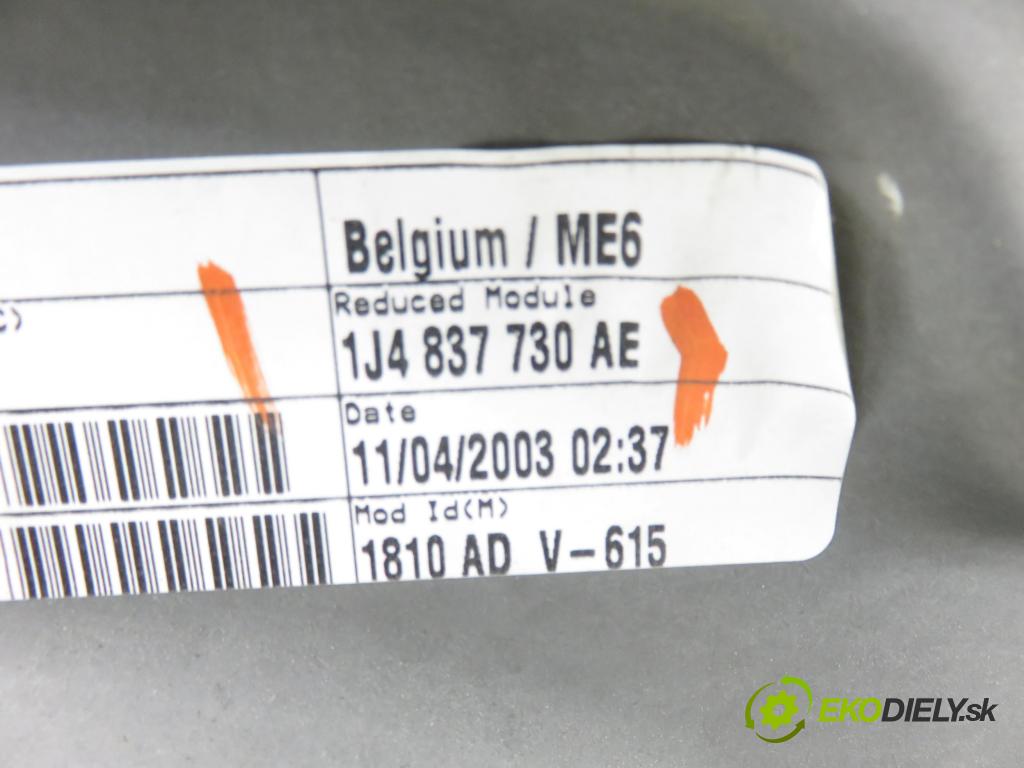 Belgium / ME6
Reduced Module
C)
1J4 837 730 AE
Date
11/04/2003 02:37
Mod Id(M)
1810 AD V-615
EKODIELY.sk